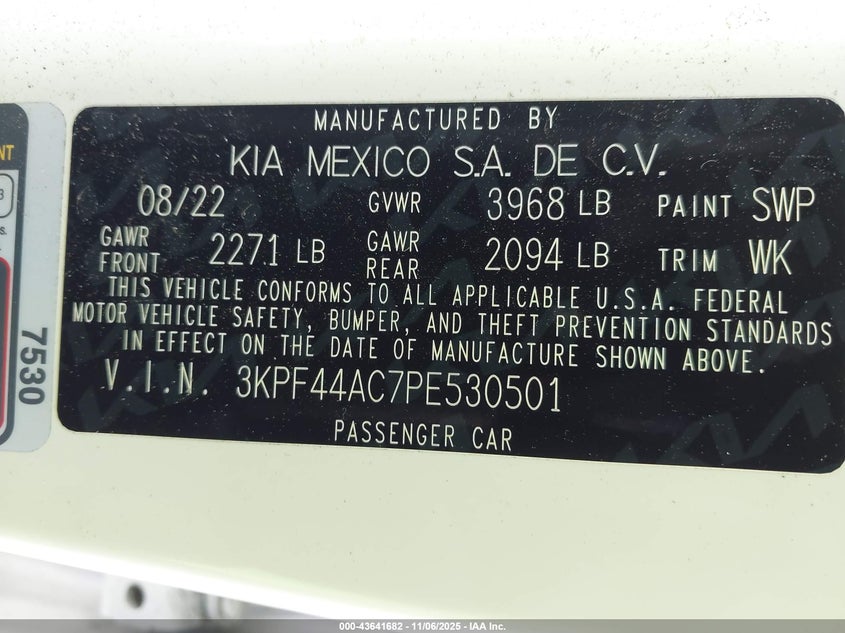 MANUFACTURED BY
KIA MEXICO S.A. DE C.V.
08/22 GVWR 3968 LB PAINT SWP
GAWR FRONT 2271 LB GAWR REAR 2094 LB TRIM WK
THIS VEHICLE CONFORMS TO ALL APPLICABLE U.S.A. FEDERAL
MOTOR VEHICLE SAFETY, BUMPER, AND THEFT PREVENTION STANDARDS
IN EFFECT ON THE DATE OF MANUFACTURE SHOWN ABOVE.
V.I.N. 3KPF44AC7PE530501
PASSENGER CAR
NT
3
s.
7530
000-43641682 - 11/06/2025 - IAA Inc.